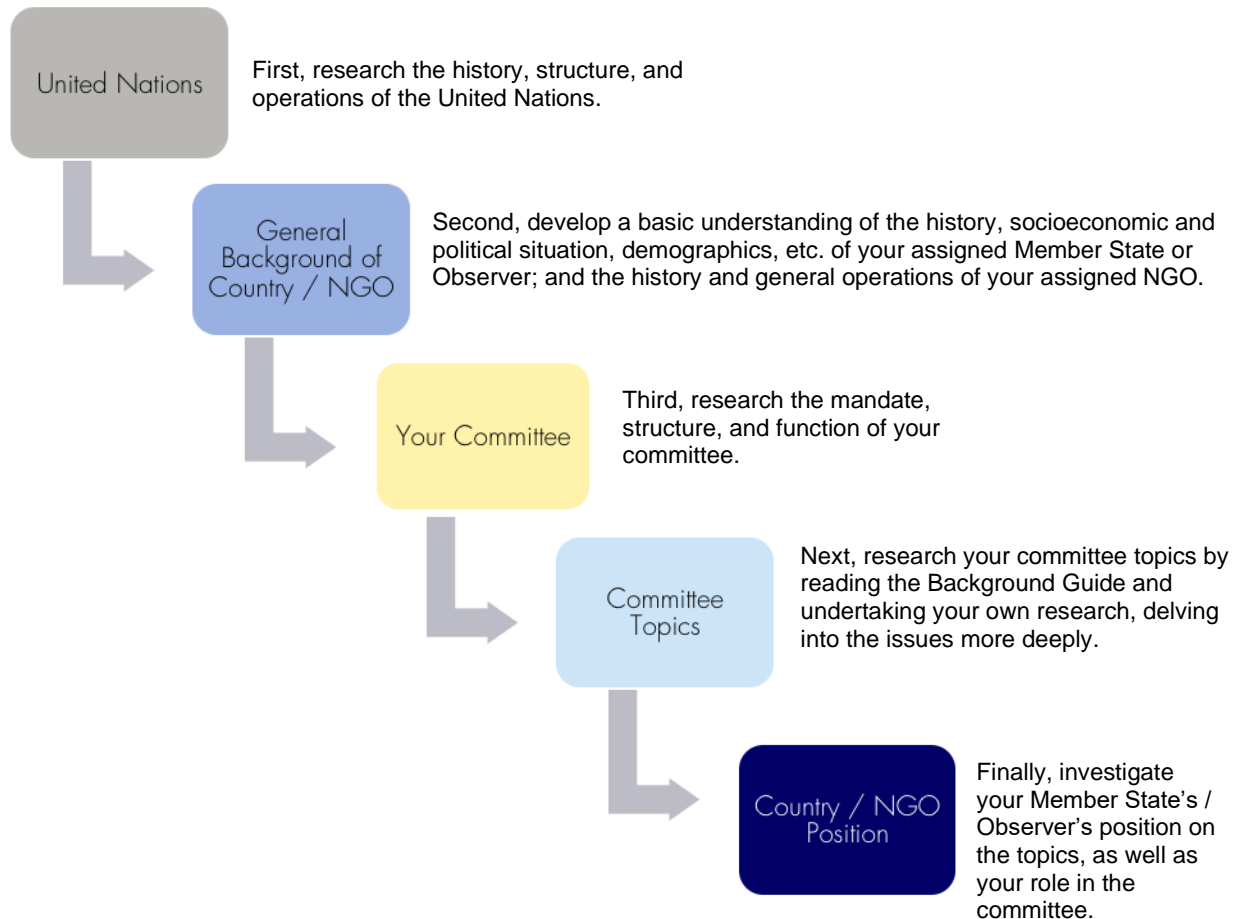 United Nations
First, research the history, structure, and
operations of the United Nations.
General
Background of
Country / NGO
Second, develop a basic understanding of the history, socioeconomic and
political situation, demographics, etc. of your assigned Member State or
Observer; and the history and general operations of your assigned NGO.
Your Committee
Third, research the mandate,
structure, and function of your
committee.
Committee
Topics
Next, research your committee topics by
reading the Background Guide and
undertaking your own research, delving
into the issues more deeply.
Country / NGO
Position
Finally, investigate
your Member State’s /
Observer’s position on
the topics, as well as
your role in the
committee.